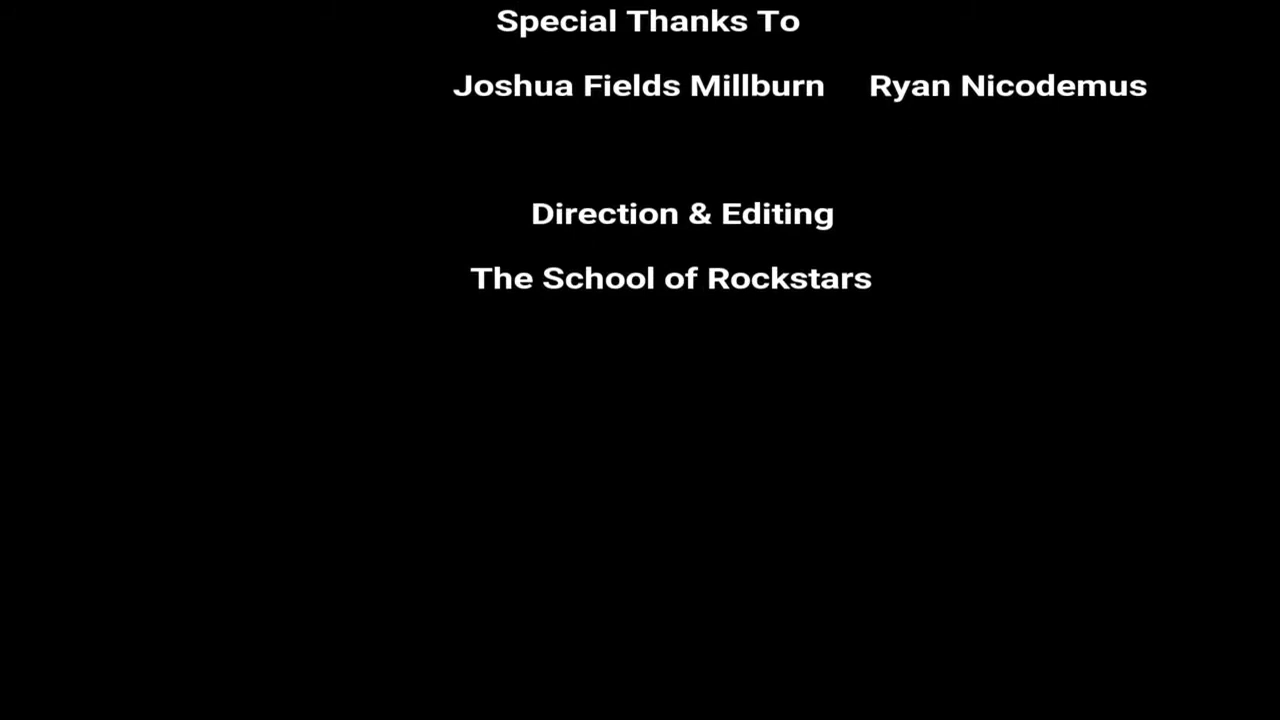 Special Thanks To
Joshua Fields Millburn Ryan Nicodemus
Direction & Editing
The School of Rockstars